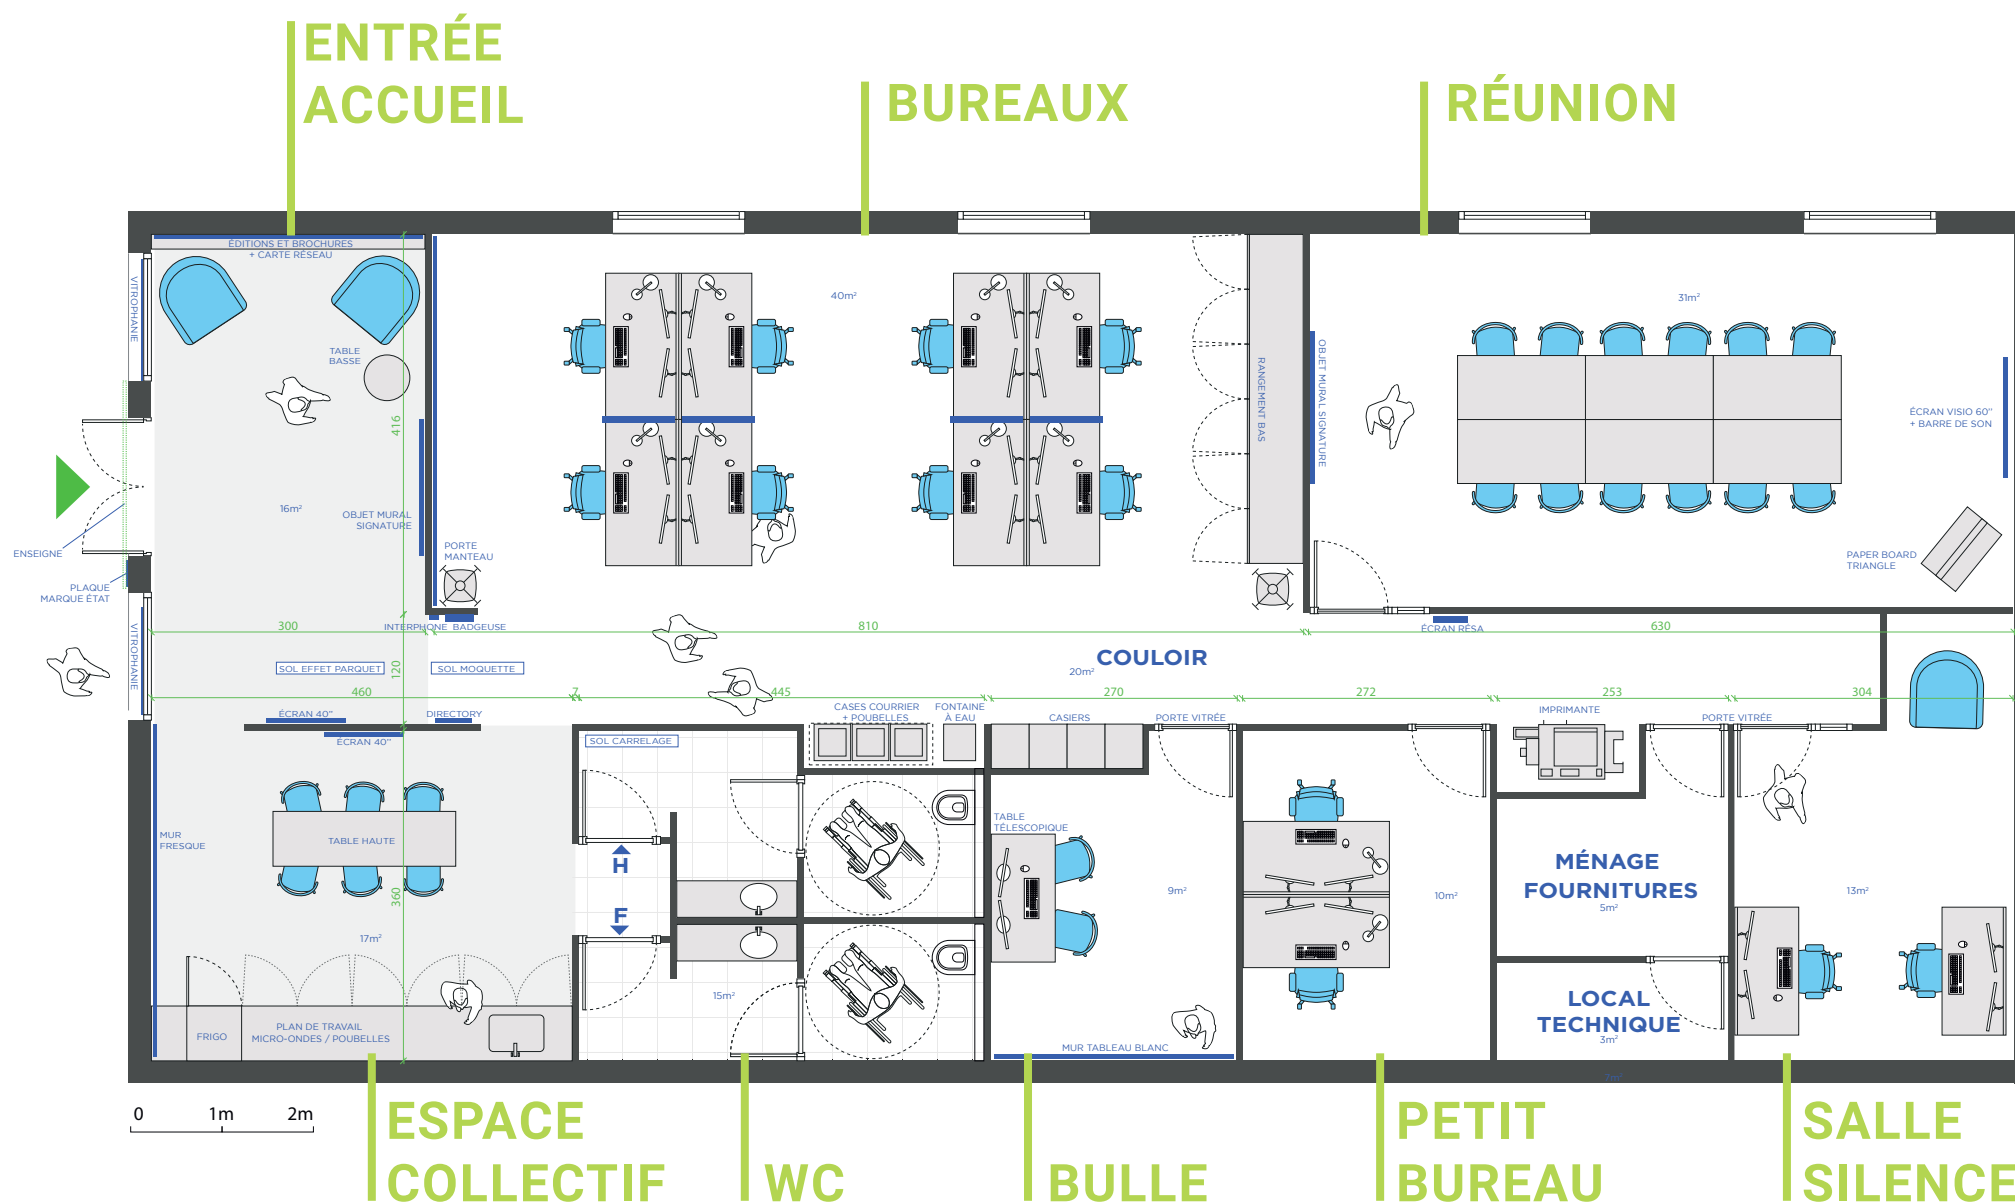 ENTRÉE
ACCUEIL
BUREAUX
RÉUNION
ÉDITIONS ET BROCHURES
+ CARTE RÉSEAU
VITROPHANIE
TABLE
BASSE
416
16m²
OBJET MURAL
SIGNATURE
ENSEIGNE
PLAQUE
MARQUE ÉTAT
VITROPHANIE
40m²
PORTE
MANTEAU
RANGEMENT BAS
OBJET MURAL SIGNATURE
31m²
ÉCRAN VISIO 60"
+ BARRE DE SON
PAPER BOARD
TRIANGLE
300
INTERPHONE
BADGEUSE
810
ÉCRAN RÉSA
630
SOL EFFET PARQUET
120
SOL MOQUETTE
COULOIR
20m²
460
7
445
270
272
253
304
ÉCRAN 40"
DIRECTORY
CASES COURRIER
+ POUBELLES
FONTAINE
À EAU
CASIERS
PORTE VITRÉE
IMPRIMANTE
PORTE VITRÉE
ÉCRAN 40"
SOL CARRELAGE
MUR
FRESQUE
TABLE HAUTE
360
17m²
FRIGO
PLAN DE TRAVAIL
MICRO-ONDES / POUBELLES
H
F
15m²
TABLE
TÉLESCOPIQUE
9m²
MUR TABLEAU BLANC
10m²
MÉNAGE
FOURNITURES
5m²
LOCAL
TECHNIQUE
3m²
13m²
0 1m 2m
ESPACE
COLLECTIF
WC
BULLE
PETIT
BUREAU
SALLE
SILENCE